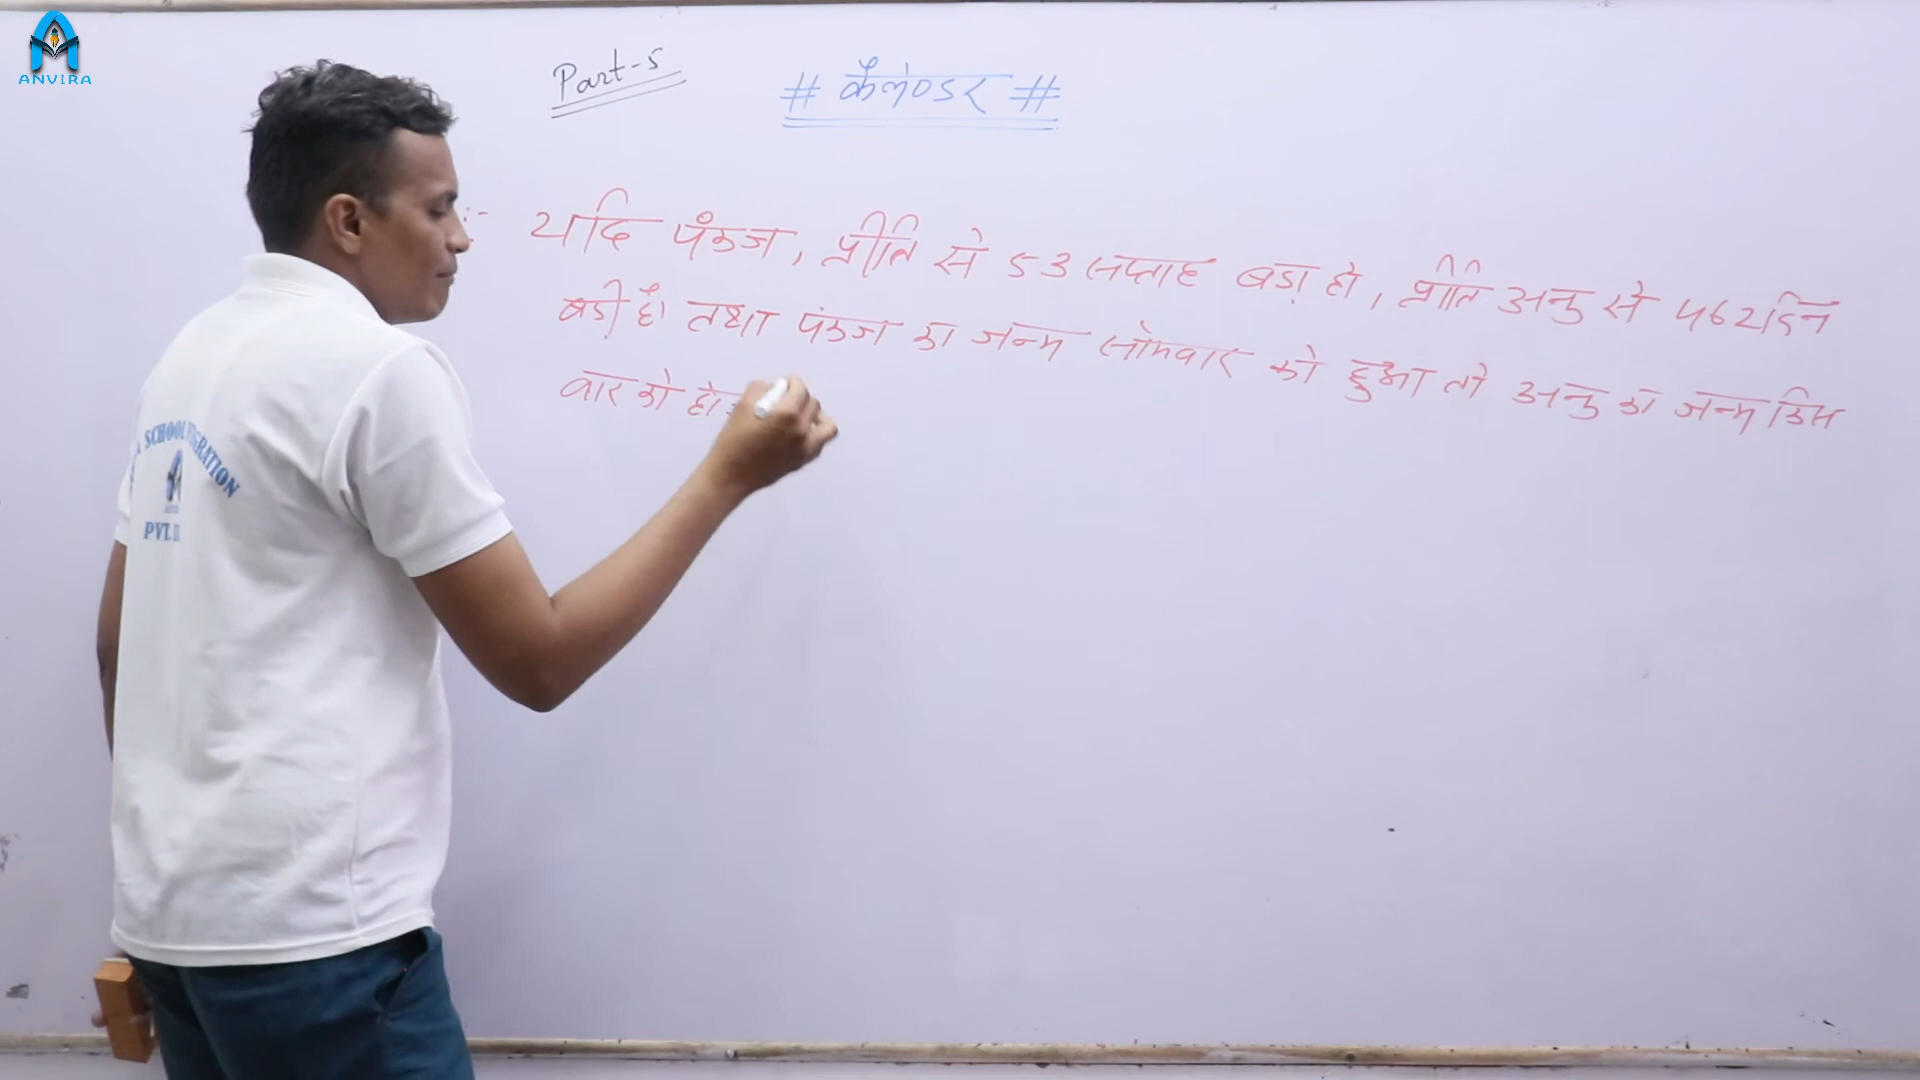 ANVIRA
Part-5
# कैलेण्डर #
:- यदि पंकज, प्रीति से 53 सप्ताह बड़ा हो, प्रीति अनु से 462 दिन
बड़ी है। तथा पंकज का जन्म सोमवार को हुआ तो अनु का जन्म किस
वार को
SCHOOL
PVT.